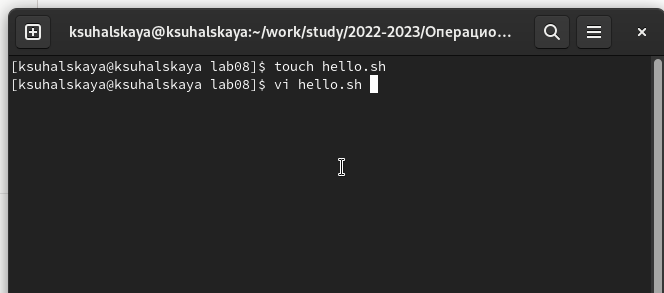 ksuhalskaya@ksuhalskaya:~/work/study/2022-2023/Операцио...
[ksuhalskaya@ksuhalskaya lab08]$ touch hello.sh
[ksuhalskaya@ksuhalskaya lab08]$ vi hello.sh